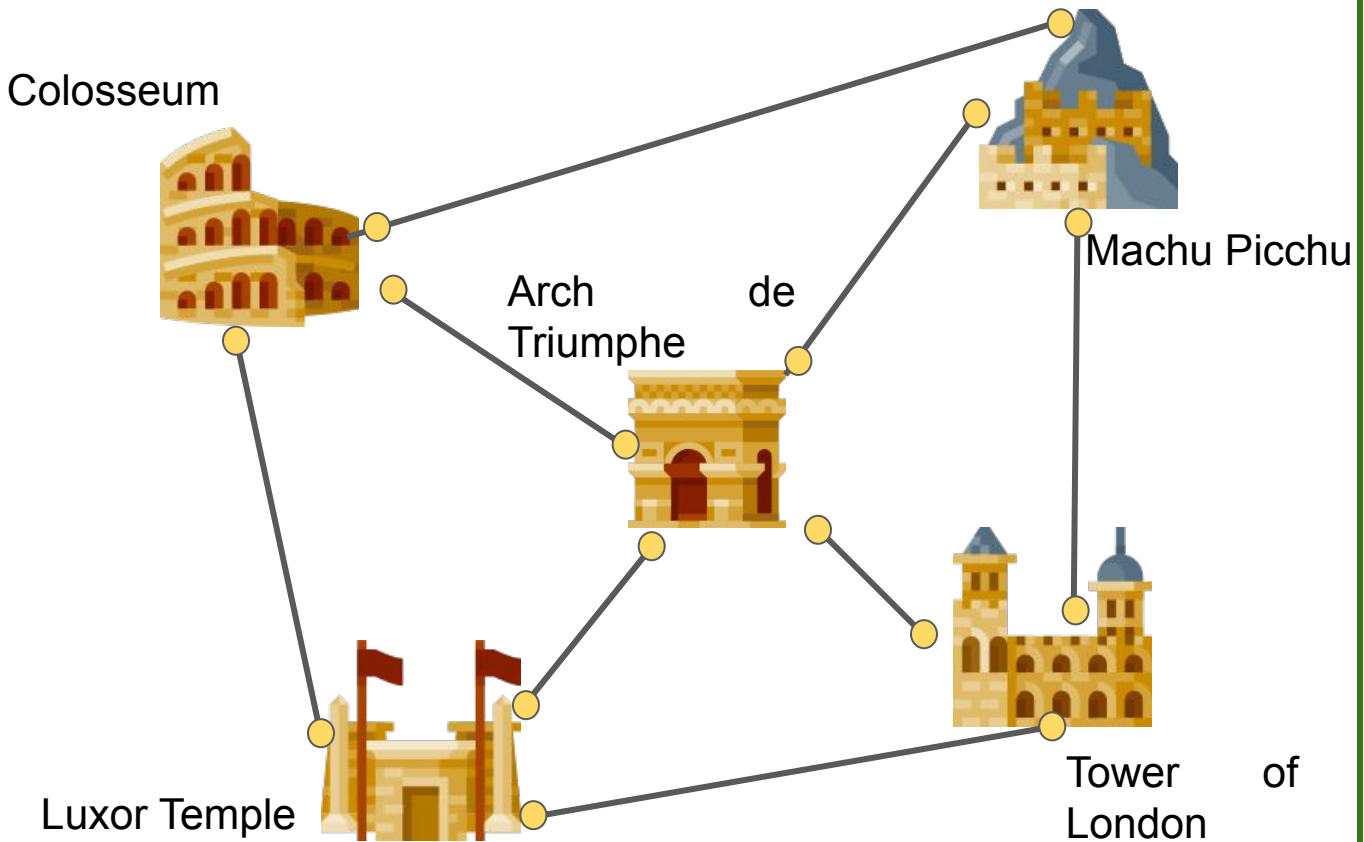 Colosseum
Machu Picchu
Arch de
Triumphe
Luxor Temple
Tower of
London